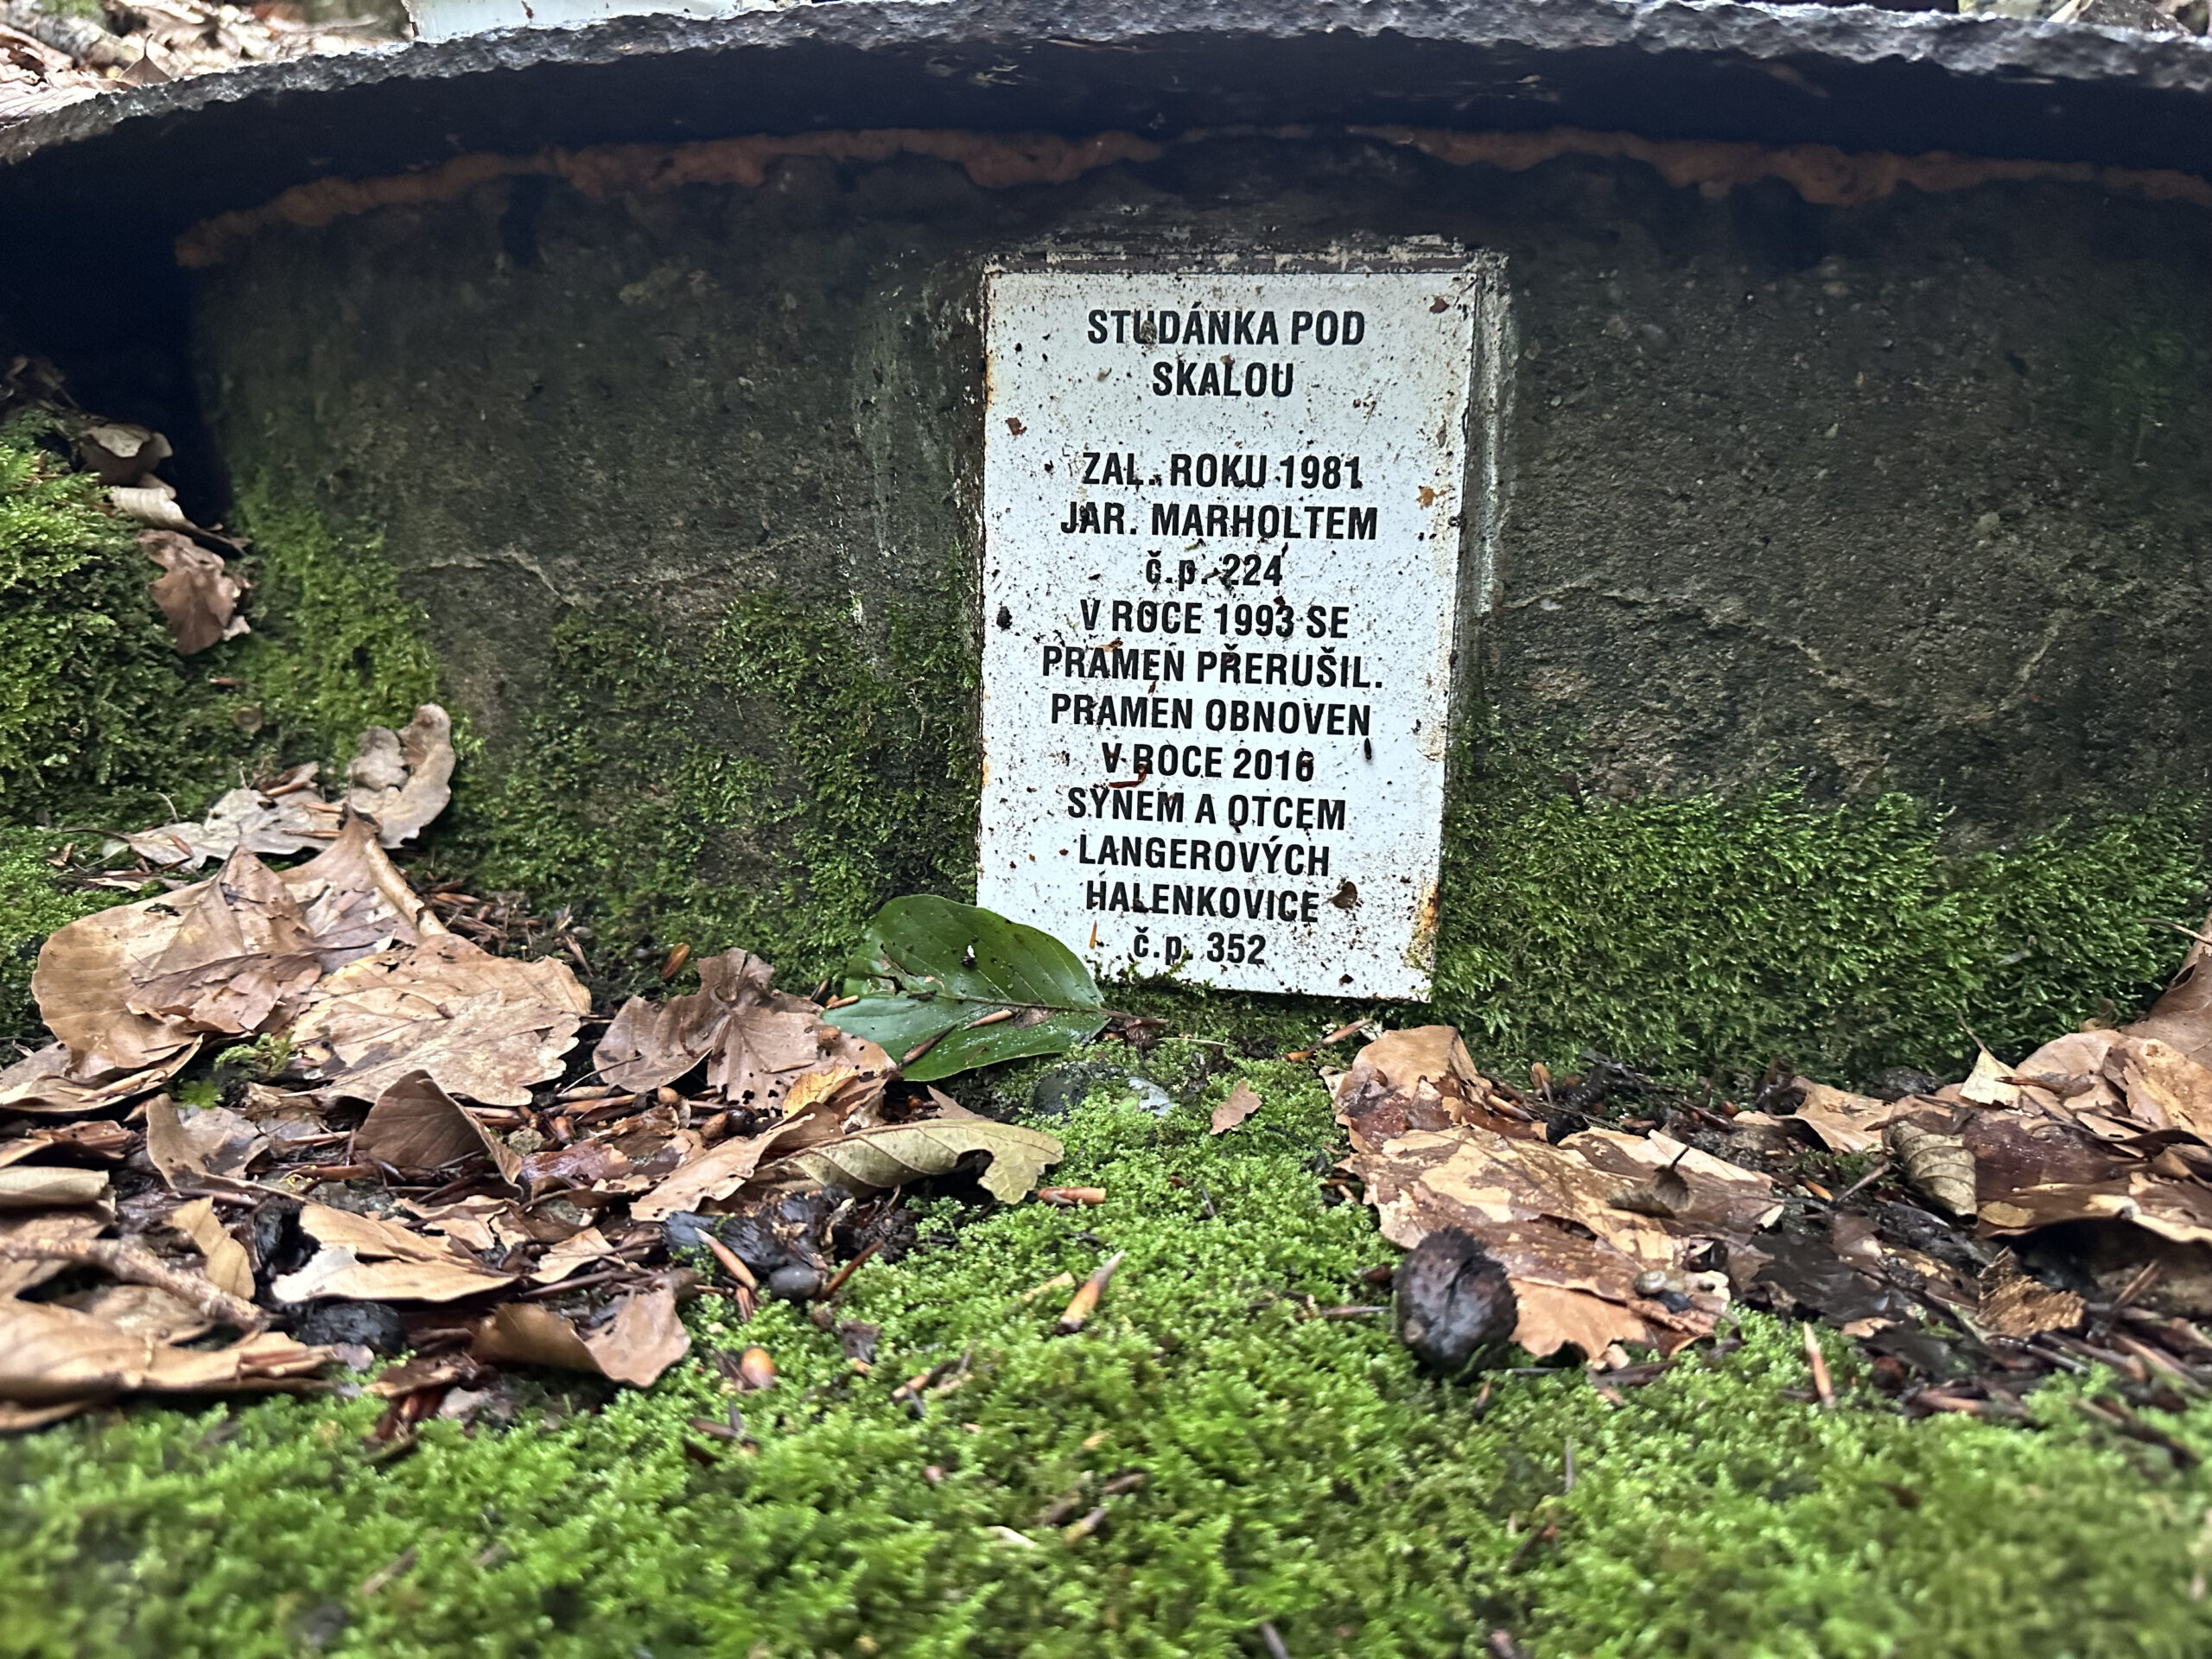 STUDÁNKA POD
SKALOU
ZAL. ROKU 1981
JAR. MARHOLTEM
č.p. 224
V ROCE 1993 SE
PRAMEN PŘERUŠIL.
PRAMEN OBNOVEN
V ROCE 2016
SYNEM A OTCEM
LANGEROVÝCH
HALENKOVICE
č.p. 352